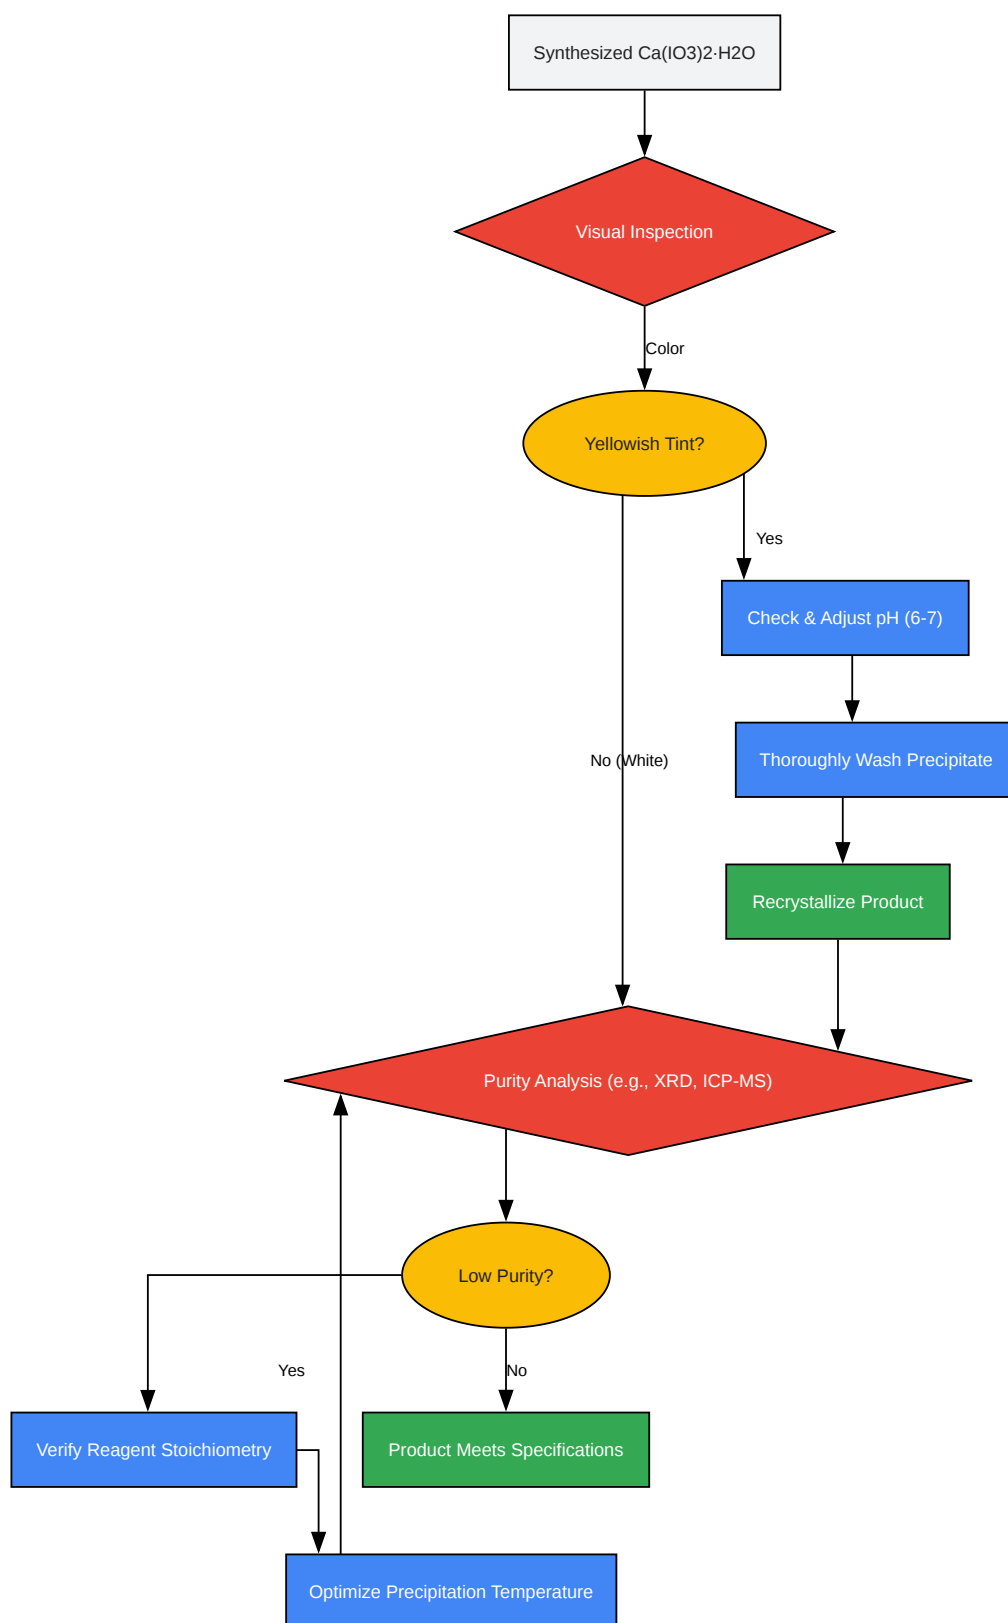 Synthesized Ca(IO3)2·H2O
Visual Inspection
Color
Yellowish Tint?
Yes
Check & Adjust pH (6-7)
No (White)
Thoroughly Wash Precipitate
Recrystallize Product
Purity Analysis (e.g., XRD, ICP-MS)
Low Purity?
Yes
No
Verify Reagent Stoichiometry
Product Meets Specifications
Optimize Precipitation Temperature